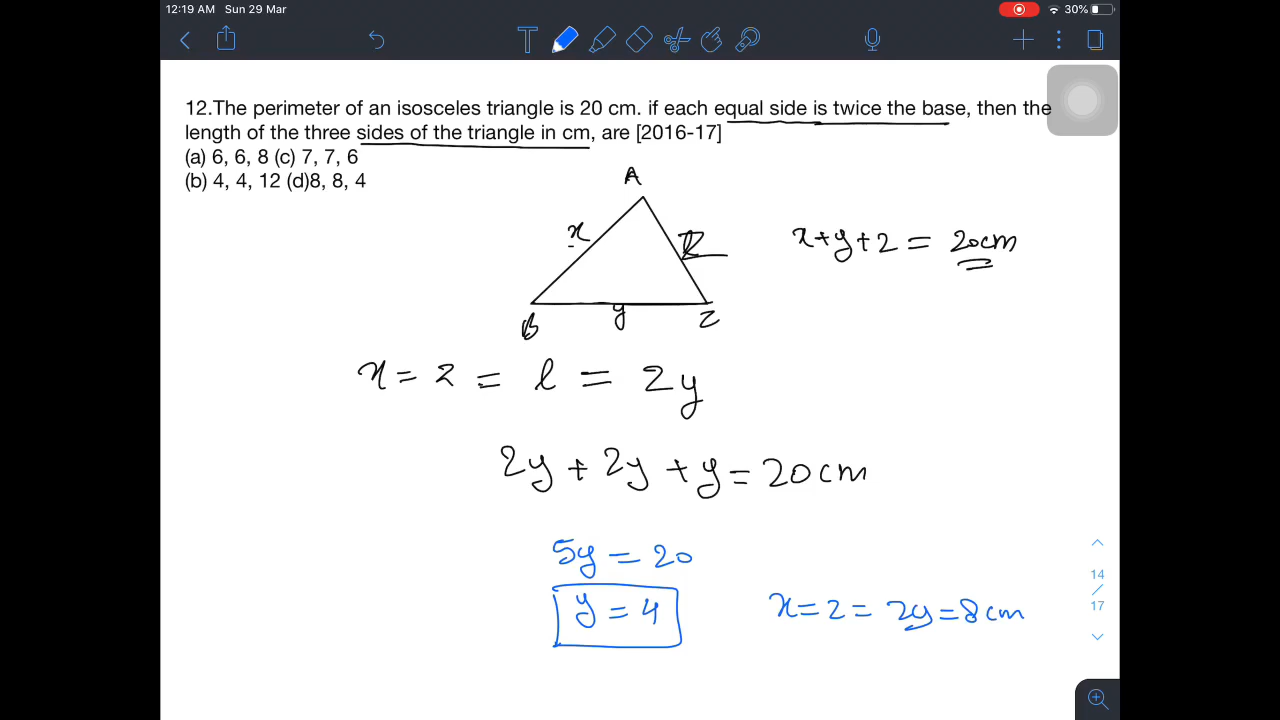 12:19 AM Sun 29 Mar 30%
12.The perimeter of an isosceles triangle is 20 cm. if each equal side is twice the base, then the
length of the three sides of the triangle in cm, are [2016-17]
(a) 6, 6, 8 (c) 7, 7, 6
(b) 4, 4, 12 (d)8, 8, 4
A
x
x+y+z = 20cm
B y
x = z = l = 2y
2y + 2y + y = 20cm
5y = 20
y = 4
x = z = 2y = 8cm
14
17